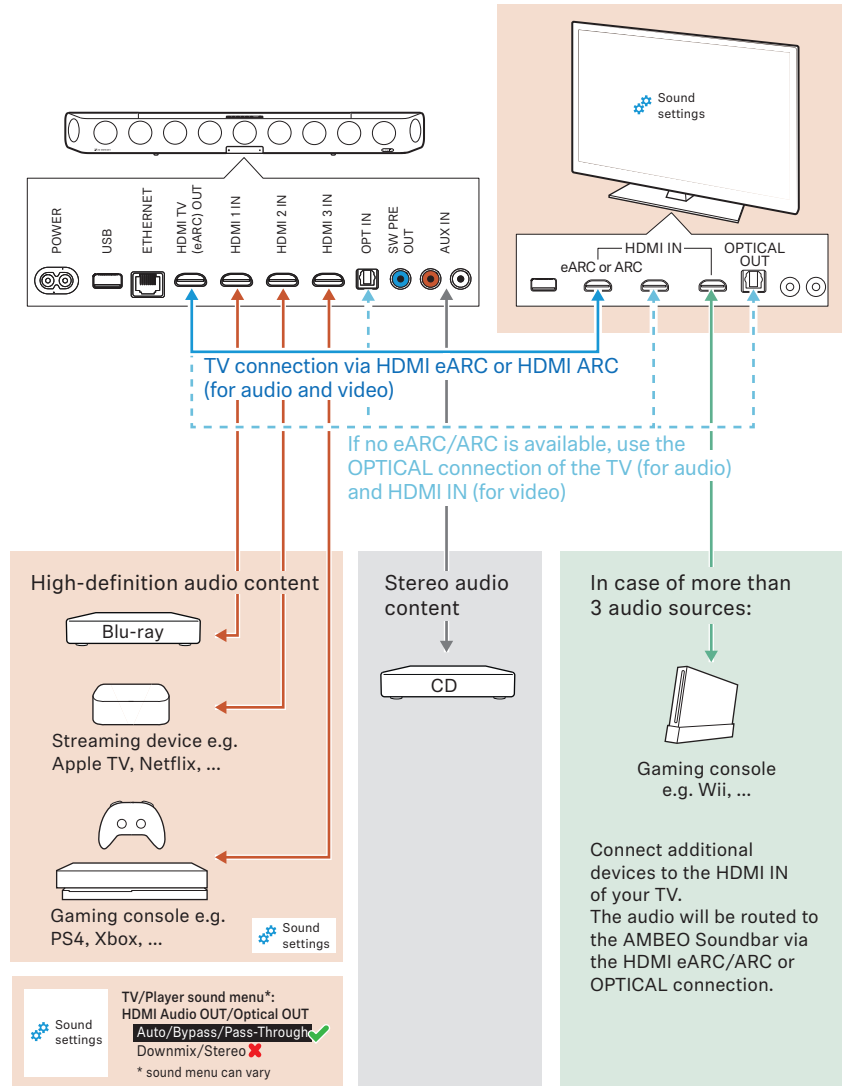 Sound
settings
POWER
USB
ETHERNET
HDMI TV
(eARC) OUT
HDMI 1 IN
HDMI 2 IN
HDMI 3 IN
OPT IN
SW PRE
OUT
AUX IN
HDMI IN
eARC or ARC
OPTICAL
OUT
TV connection via HDMI eARC or HDMI ARC
(for audio and video)
If no eARC/ARC is available, use the
OPTICAL connection of the TV (for audio)
and HDMI IN (for video)
High-definition audio content
Blu-ray
Streaming device e.g.
Apple TV, Netflix, ...
Gaming console e.g.
PS4, Xbox, ...
Sound
settings
Sound
settings
TV/Player sound menu*:
HDMI Audio OUT/Optical OUT
Auto/Bypass/Pass-Through
Downmix/Stereo
* sound menu can vary
Stereo audio
content
CD
In case of more than
3 audio sources:
Gaming console
e.g. Wii, ...
Connect additional
devices to the HDMI IN
of your TV.
The audio will be routed to
the AMBEO Soundbar via
the HDMI eARC/ARC or
OPTICAL connection.